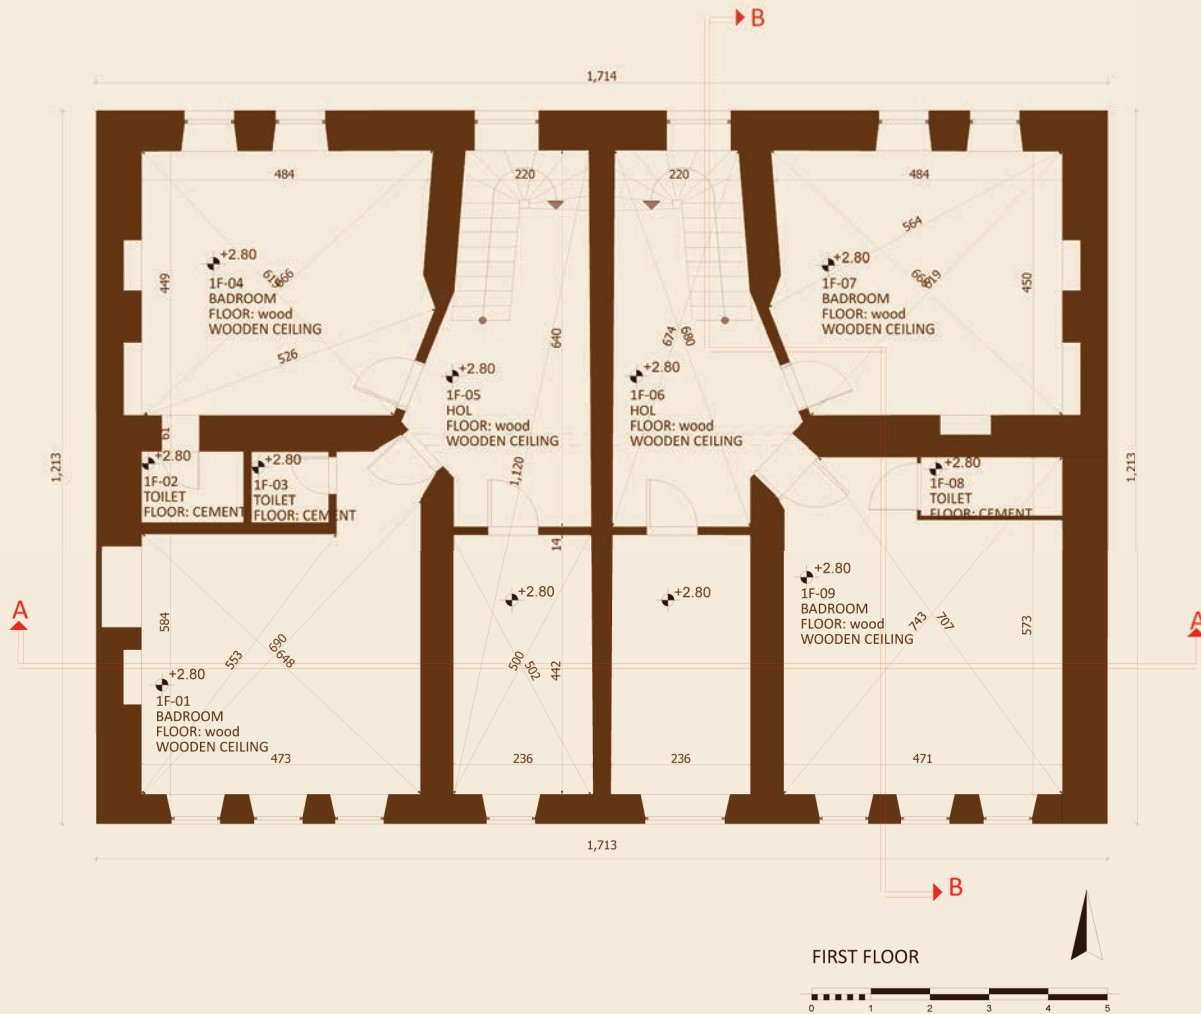 B
1,714
484
220
220
484
+2.80
1F-04
BADROOM
FLOOR: wood
WOODEN CEILING
449
615
666
526
640
+2.80
1F-05
HOL
FLOOR: wood
WOODEN CEILING
1,120
674
680
+2.80
1F-06
HOL
FLOOR: wood
WOODEN CEILING
564
+2.80
1F-07
BADROOM
FLOOR: wood
WOODEN CEILING
619
450
1,213
61
+2.80
1F-02
TOILET
FLOOR: CEMENT
+2.80
1F-03
TOILET
FLOOR: CEMENT
+2.80
1F-08
TOILET
FLOOR: CEMENT
1,213
14
A
584
553
690
648
+2.80
1F-01
BADROOM
FLOOR: wood
WOODEN CEILING
473
+2.80
500
502
442
236
+2.80
236
+2.80
1F-09
BADROOM
FLOOR: wood
WOODEN CEILING
743
707
573
471
A
1,713
B
FIRST FLOOR
0 1 2 3 4 5